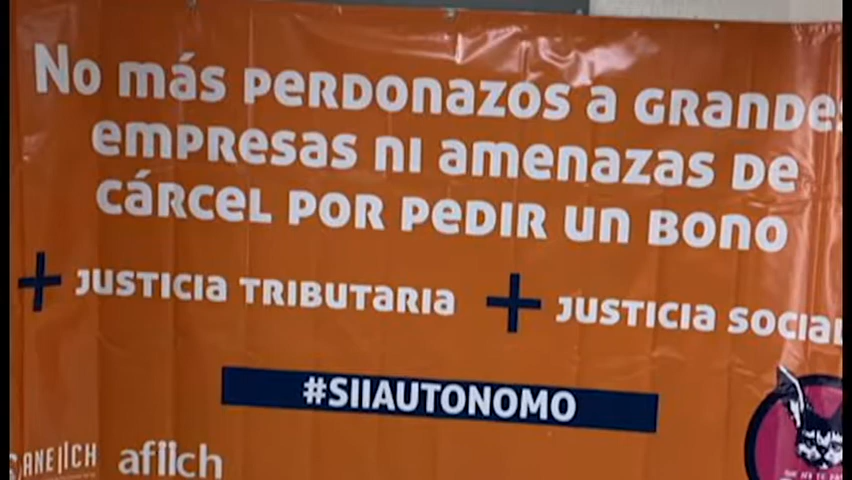 No más perdonazos a grandes
empresas ni amenazas de
cárcel por pedir un bono
+ justicia tributaria + justicia social
#SIIAUTONOMO
ANEIICH afiich